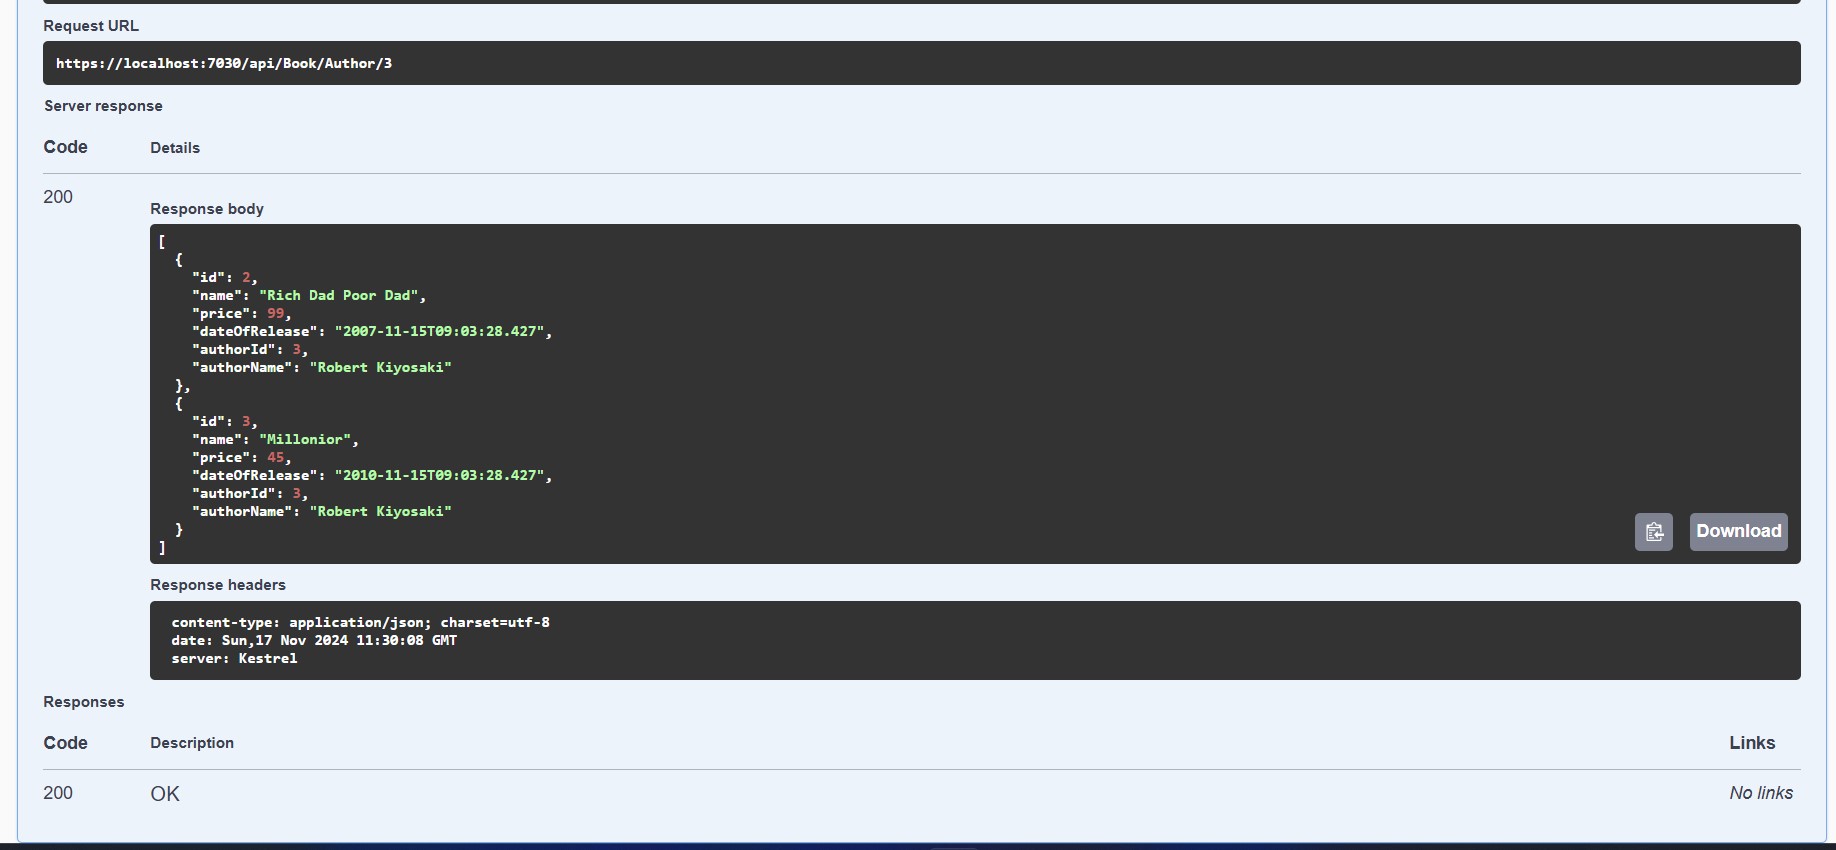 Request URL
https://localhost:7030/api/Book/Author/3
Server response
Code Details
200
Response body
[
  {
    "id": 2,
    "name": "Rich Dad Poor Dad",
    "price": 99,
    "dateOfRelease": "2007-11-15T09:03:28.427",
    "authorId": 3,
    "authorName": "Robert Kiyosaki"
  },
  {
    "id": 3,
    "name": "Millonior",
    "price": 45,
    "dateOfRelease": "2010-11-15T09:03:28.427",
    "authorId": 3,
    "authorName": "Robert Kiyosaki"
  }
]
Download
Response headers
content-type: application/json; charset=utf-8
date: Sun,17 Nov 2024 11:30:08 GMT
server: Kestrel
Responses
Code Description Links
200 OK No links